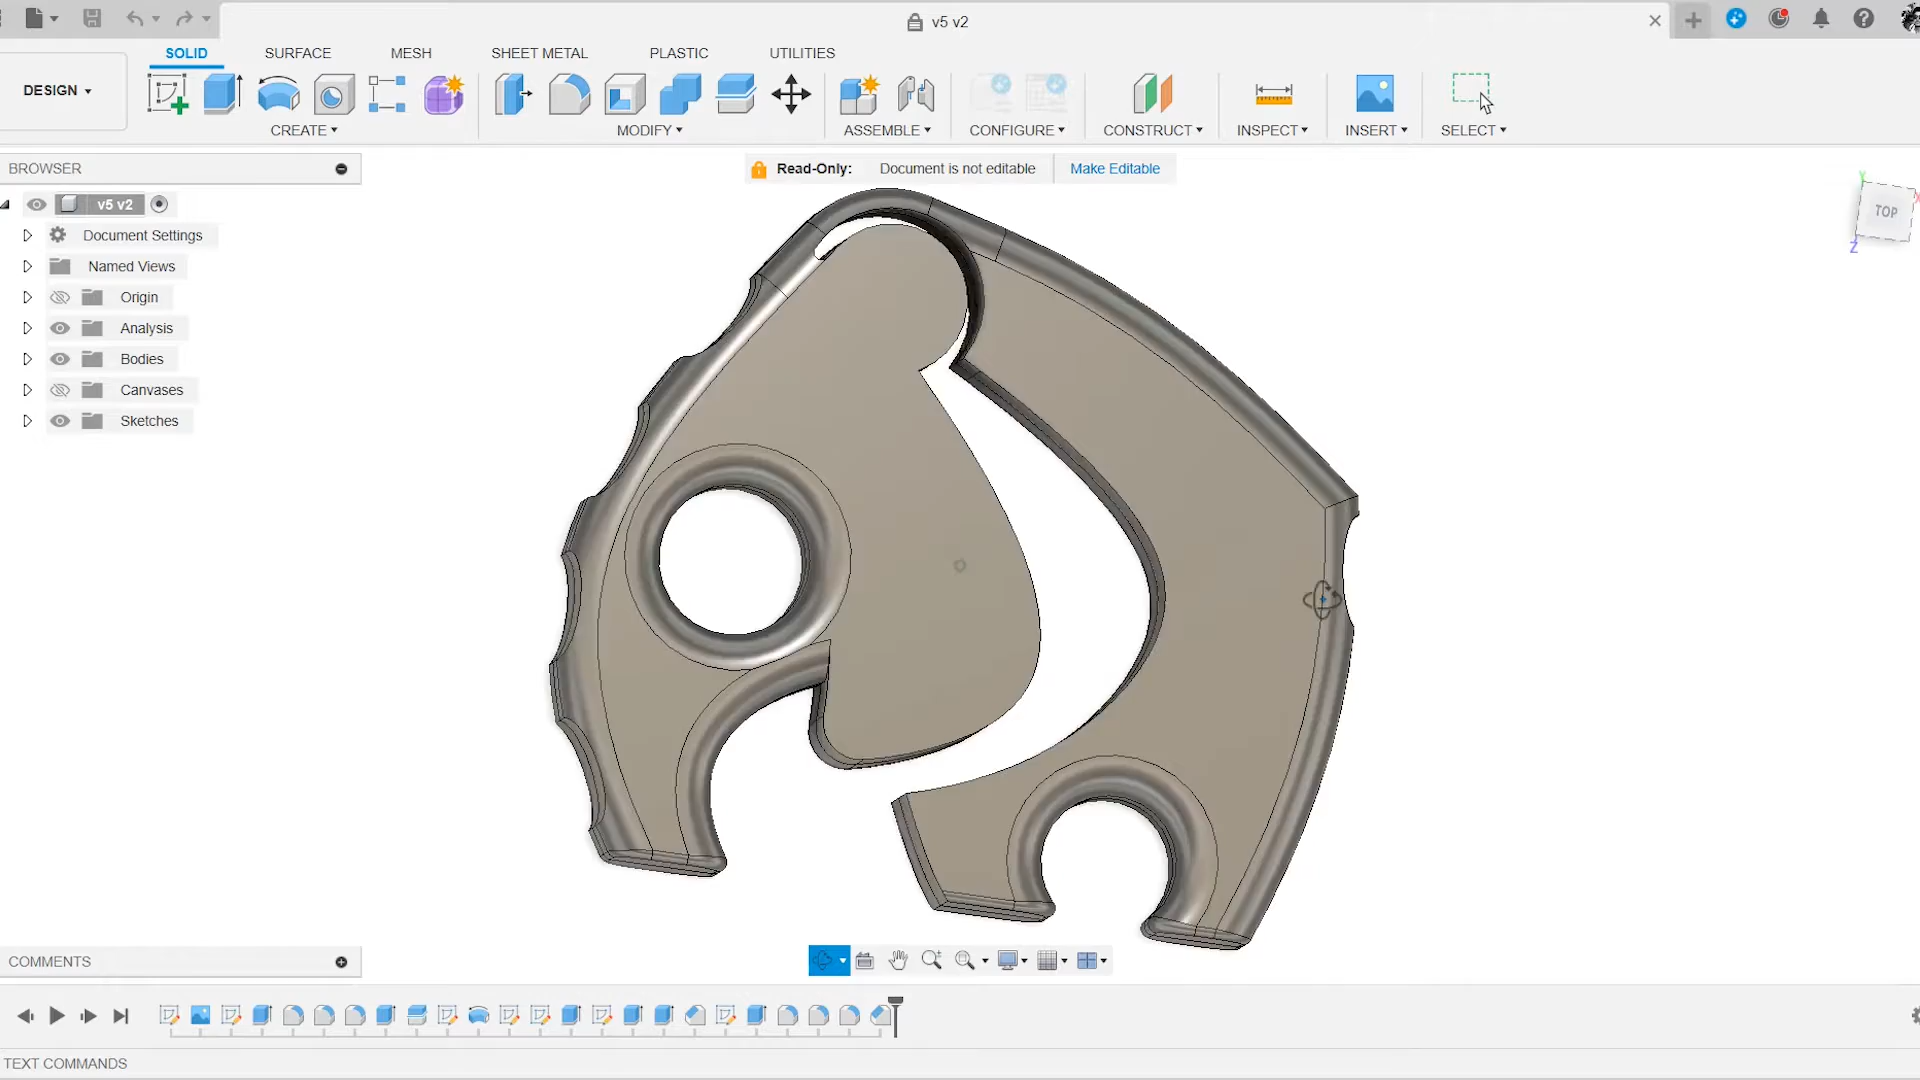 v5 v2
SOLID SURFACE MESH SHEET METAL PLASTIC UTILITIES
DESIGN
CREATE MODIFY ASSEMBLE CONFIGURE CONSTRUCT INSPECT INSERT SELECT
BROWSER
Read-Only: Document is not editable Make Editable
v5 v2
Document Settings
Named Views
Origin
Analysis
Bodies
Canvases
Sketches
Y
X
TOP
Z
COMMENTS
TEXT COMMANDS